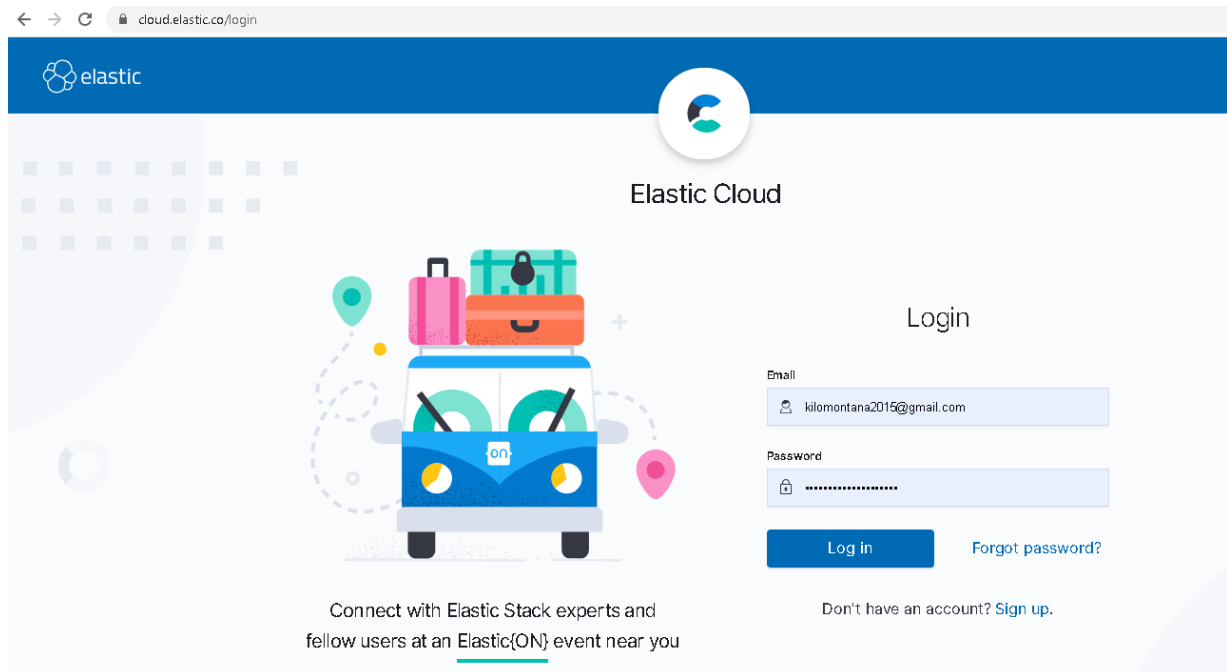 cloud.elastic.co/login
elastic
Elastic Cloud
on
Connect with Elastic Stack experts and
fellow users at an Elastic{ON} event near you
Login
Email
kilomontana2015@gmail.com
Password
••••••••••••••••••••
Log in
Forgot password?
Don't have an account? Sign up.